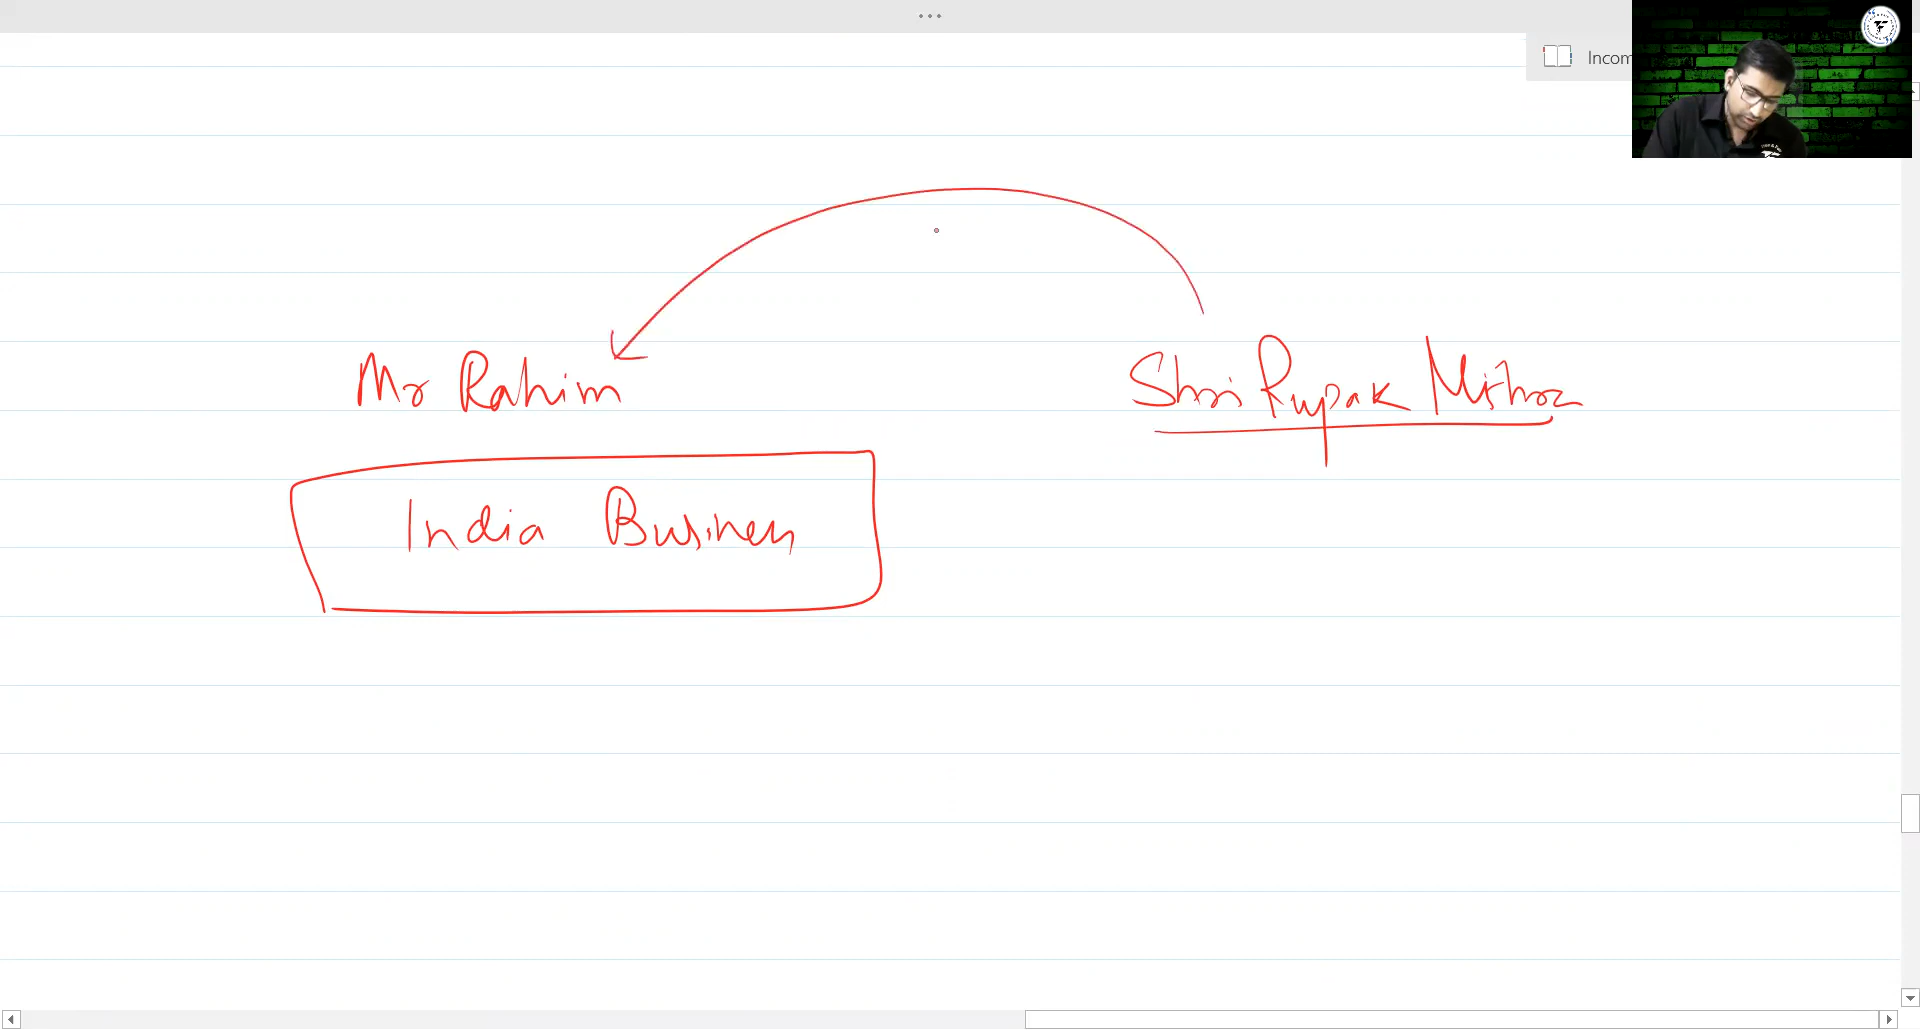 Incom
Mr Rahim
Shri Rupak Mishra
India Business